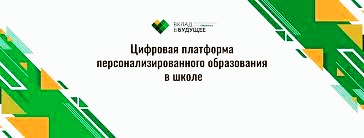 ВКЛАД
В БУДУЩЕЕ
Цифровая платформа
персонализированного образования
в школе